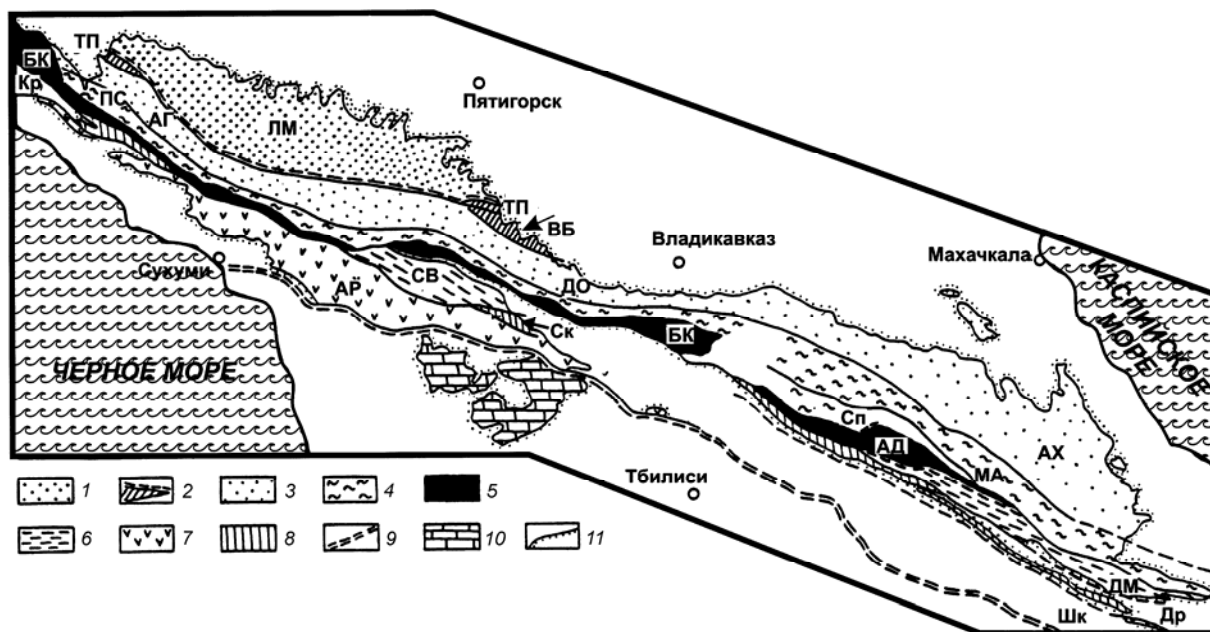 ТП
БК
Кр
ПС
АГ
ЛМ
Пятигорск
ТП
ВБ
Владикавказ
Махачкала
КАСПИЙСКОЕ
МОРЕ
Сухуми
АР
СВ
ДО
Ск
БК
ЧЕРНОЕ МОРЕ
Сп
АД
МА
АХ
Тбилиси
ДМ
Шк
Др
1
2
3
4
5
6
7
8
9
10
11